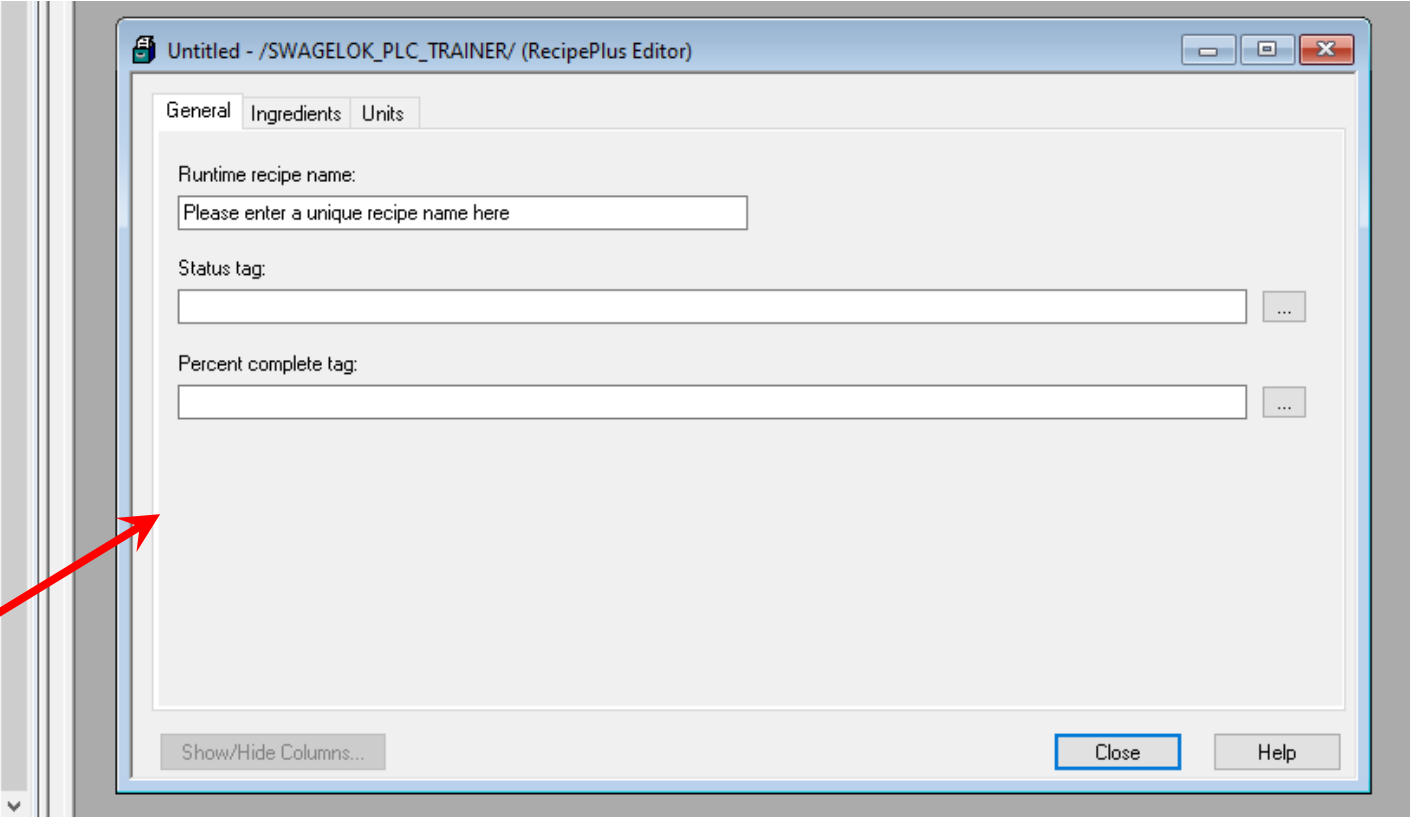 Untitled - /SWAGELOK_PLC_TRAINER/ (RecipePlus Editor)
General Ingredients Units
Runtime recipe name:
Please enter a unique recipe name here
Status tag:
...
Percent complete tag:
...
Show/Hide Columns... Close Help